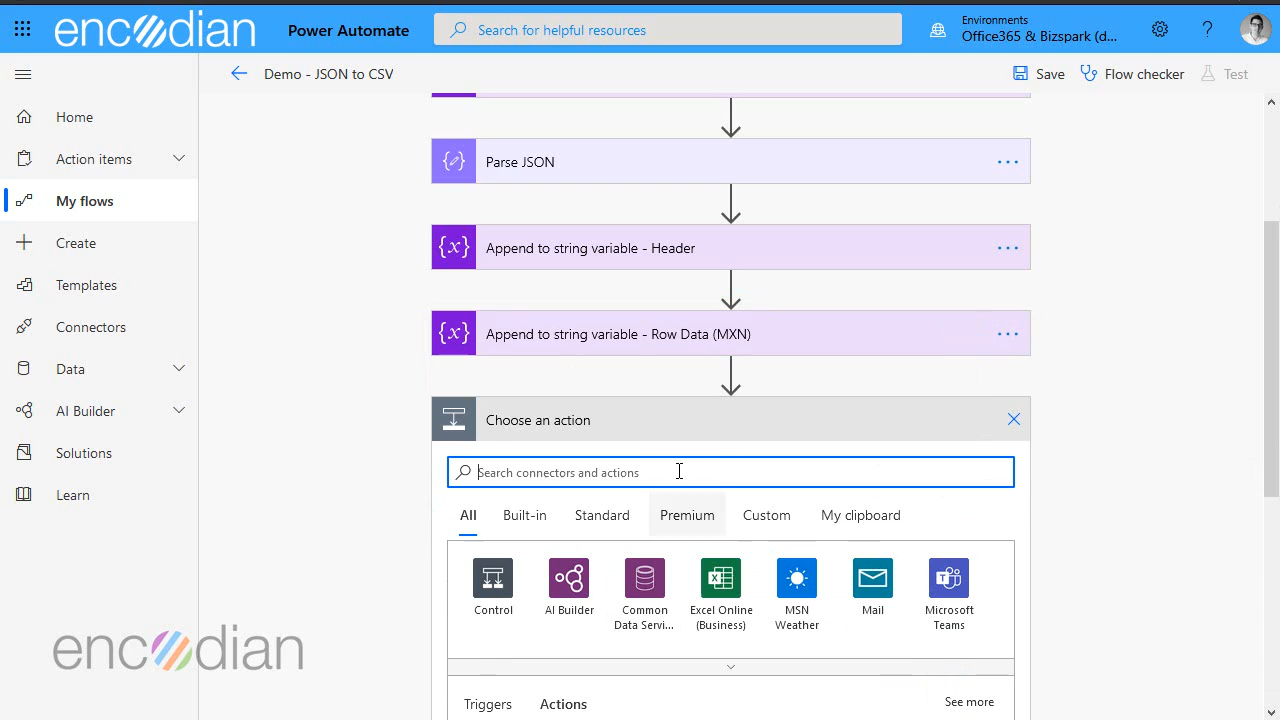 encodian
Power Automate
Search for helpful resources
Environments
Office365 & Bizspark (d...
?
Demo - JSON to CSV
Save
Flow checker
Test
Home
Action items
My flows
Create
Templates
Connectors
Data
AI Builder
Solutions
Learn
Parse JSON
{x} Append to string variable - Header
{x} Append to string variable - Row Data (MXN)
Choose an action
Search connectors and actions
All Built-in Standard Premium Custom My clipboard
Control
AI Builder
Common
Data Servi...
Excel Online
(Business)
MSN
Weather
Mail
Microsoft
Teams
Triggers Actions See more
encodian